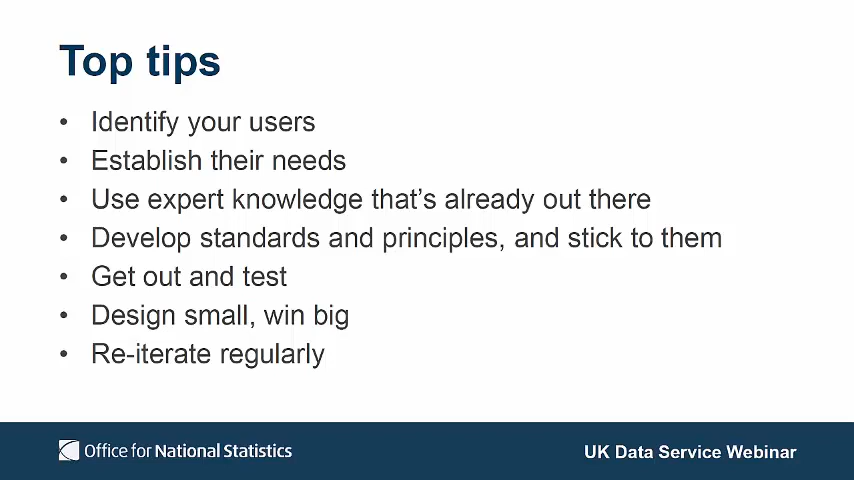 Top tips
• Identify your users
• Establish their needs
• Use expert knowledge that’s already out there
• Develop standards and principles, and stick to them
• Get out and test
• Design small, win big
• Re-iterate regularly
Office for National Statistics
UK Data Service Webinar